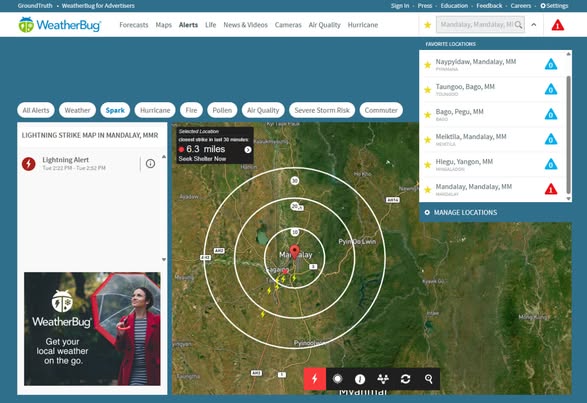 GroundTruth • WeatherBug for Advertisers
Sign In • Press • Education • Feedback • Careers • Settings
WeatherBug
Forecasts Maps Alerts Life News & Videos Cameras Air Quality Hurricane
Mandalay, Mandalay, M
1
FAVORITE LOCATIONS
Naypyidaw, Mandalay, MM
PYINMANA
0
Taungoo, Bago, MM
TOUNGOO
0
Bago, Pegu, MM
BAGO
0
Meiktila, Mandalay, MM
MEIKTILA
0
Hlegu, Yangon, MM
MINGALADON
0
Mandalay, Mandalay, MM
MANDALAY
1
MANAGE LOCATIONS
All Alerts Weather Spark Hurricane Fire Pollen Air Quality Severe Storm Risk Commuter
LIGHTNING STRIKE MAP IN MANDALAY, MMR
Lightning Alert
Tue 2:22 PM - Tue 2:52 PM
Selected Location
closest strike in last 30 minutes:
6.3 miles
Seek Shelter Now
30
20
10
Mandalay
Sagaing
Pyin Oo Lwin
AH14
AH2
AH1
1
Pyinoolwin
Myanmar
WeatherBug
Get your
local weather
on the go.